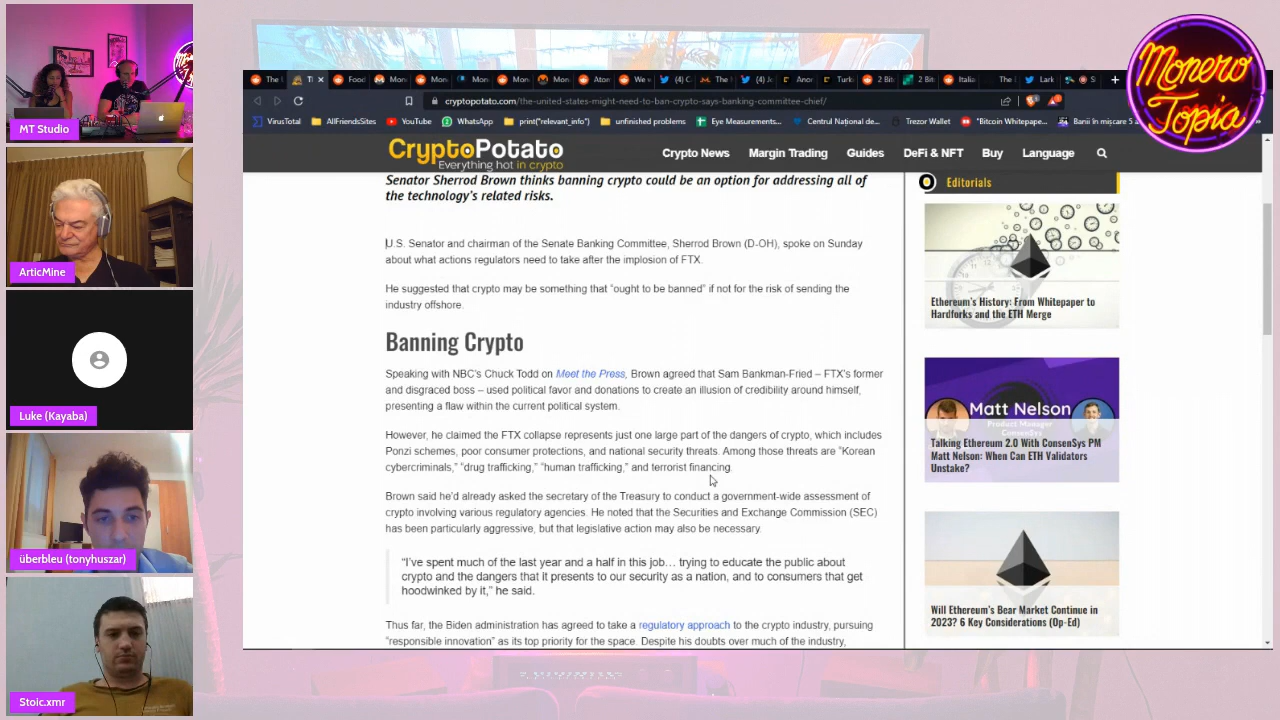 MT Studio
ArticMine
Luke (Kayaba)
überbleu (tonyhuszar)
Stoic.xmr
Monero
Topia
cryptopotato.com/the-united-states-might-need-to-ban-crypto-says-banking-committee-chief/
VirusTotal
AllFriendsSites
YouTube
WhatsApp
print("relevant_info")
unfinished problems
Eye Measurements...
Centrul Național de...
Trezor Wallet
"Bitcoin Whitepape...
CryptoPotato
Everything hot in crypto
Crypto News
Margin Trading
Guides
DeFi & NFT
Buy
Language
Senator Sherrod Brown thinks banning crypto could be an option for addressing all of
the technology's related risks.
U.S. Senator and chairman of the Senate Banking Committee, Sherrod Brown (D-OH), spoke on Sunday
about what actions regulators need to take after the implosion of FTX.
He suggested that crypto may be something that “ought to be banned” if not for the risk of sending the
industry offshore.
Banning Crypto
Speaking with NBC’s Chuck Todd on Meet the Press, Brown agreed that Sam Bankman-Fried – FTX’s former
and disgraced boss – used political favor and donations to create an illusion of credibility around himself,
presenting a flaw within the current political system.
However, he claimed the FTX collapse represents just one large part of the dangers of crypto, which includes
Ponzi schemes, poor consumer protections, and national security threats. Among those threats are “Korean
cybercriminals,” “drug trafficking,” “human trafficking,” and terrorist financing.
Brown said he’d already asked the secretary of the Treasury to conduct a government-wide assessment of
crypto involving various regulatory agencies. He noted that the Securities and Exchange Commission (SEC)
has been particularly aggressive, but that legislative action may also be necessary.
“I’ve spent much of the last year and a half in this job… trying to educate the public about
crypto and the dangers that it presents to our security as a nation, and to consumers that get
hoodwinked by it,” he said.
Thus far, the Biden administration has agreed to take a regulatory approach to the crypto industry, pursuing
“responsible innovation” as its top priority for the space. Despite his doubts over much of the industry,
Editorials
Ethereum’s History: From Whitepaper to
Hardforks and the ETH Merge
Matt Nelson
Product Manager
ConsenSys
Talking Ethereum 2.0 With ConsenSys PM
Matt Nelson: When Can ETH Validators
Unstake?
Will Ethereum’s Bear Market Continue in
2023? 6 Key Considerations (Op-Ed)